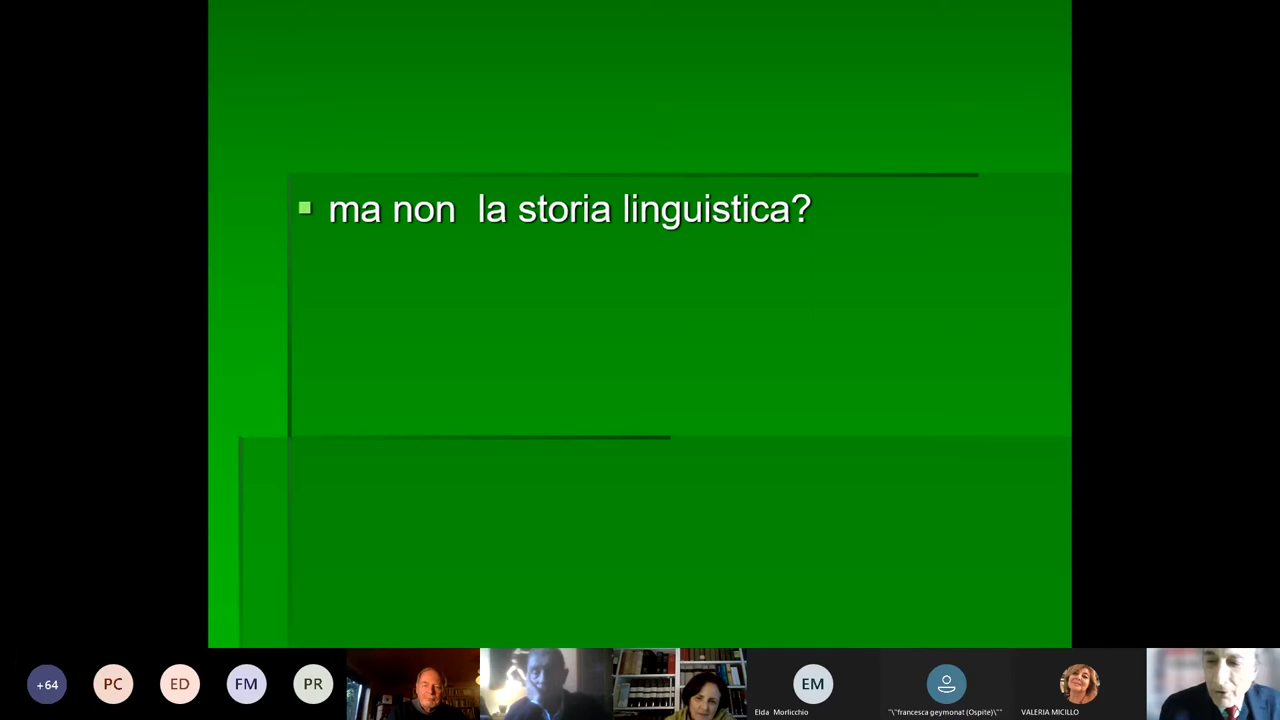 ma non  la storia linguistica?
+64
PC
ED
FM
PR
EM
Elda Morlicchio
"\"francesca geymonat (Ospite)\""
VALERIA MICILLO